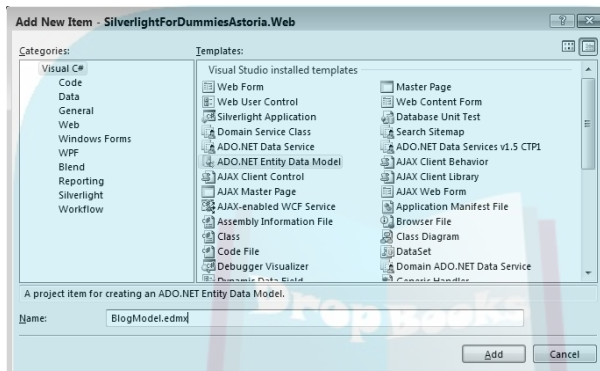 Add New Item - SilverlightForDummiesAstoria.Web
Categories:
Templates:
Visual C#
Code
Data
General
Web
Windows Forms
WPF
Blend
Reporting
Silverlight
Workflow
Visual Studio installed templates
Web Form
Master Page
Web User Control
Web Content Form
Silverlight Application
Database Unit Test
Domain Service Class
Search Sitemap
ADO.NET Data Service
ADO.NET Data Services v1.5 CTP1
ADO.NET Entity Data Model
AJAX Client Behavior
AJAX Client Control
AJAX Client Library
AJAX Master Page
AJAX Web Form
AJAX-enabled WCF Service
Application Manifest File
Assembly Information File
Browser File
Class
Class Diagram
Code File
DataSet
Debugger Visualizer
Domain ADO.NET Data Service
Dynamic Data Field
Generic Handler
A project item for creating an ADO.NET Entity Data Model.
Name:
BlogModel.edmx
DropBooks
Add
Cancel